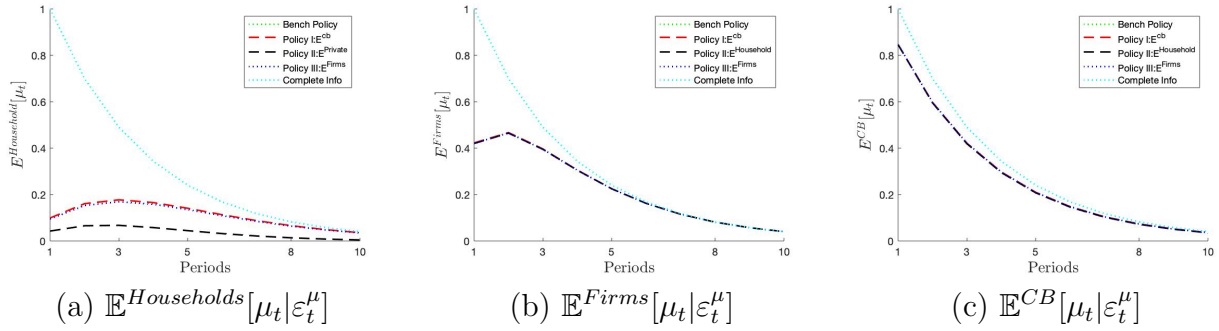 1
0.8
0.6
0.4
0.2
0
E^{Household}[μ_t]
1
3
5
8
10
Periods
Bench Policy
Policy I:E^{cb}
Policy II:E^{Private}
Policy III:E^{Firms}
Complete Info
(a) 𝔼^{Households}[μ_t|ε_t^μ]
1
0.8
0.6
0.4
0.2
0
E^{Firms}[μ_t]
1
3
5
8
10
Periods
Bench Policy
Policy I:E^{cb}
Policy II:E^{Household}
Policy III:E^{Firms}
Complete Info
(b) 𝔼^{Firms}[μ_t|ε_t^μ]
1
0.8
0.6
0.4
0.2
0
E^{CB}[μ_t]
1
3
5
8
10
Periods
Bench Policy
Policy I:E^{cb}
Policy II:E^{Household}
Policy III:E^{Firms}
Complete Info
(c) 𝔼^{CB}[μ_t|ε_t^μ]